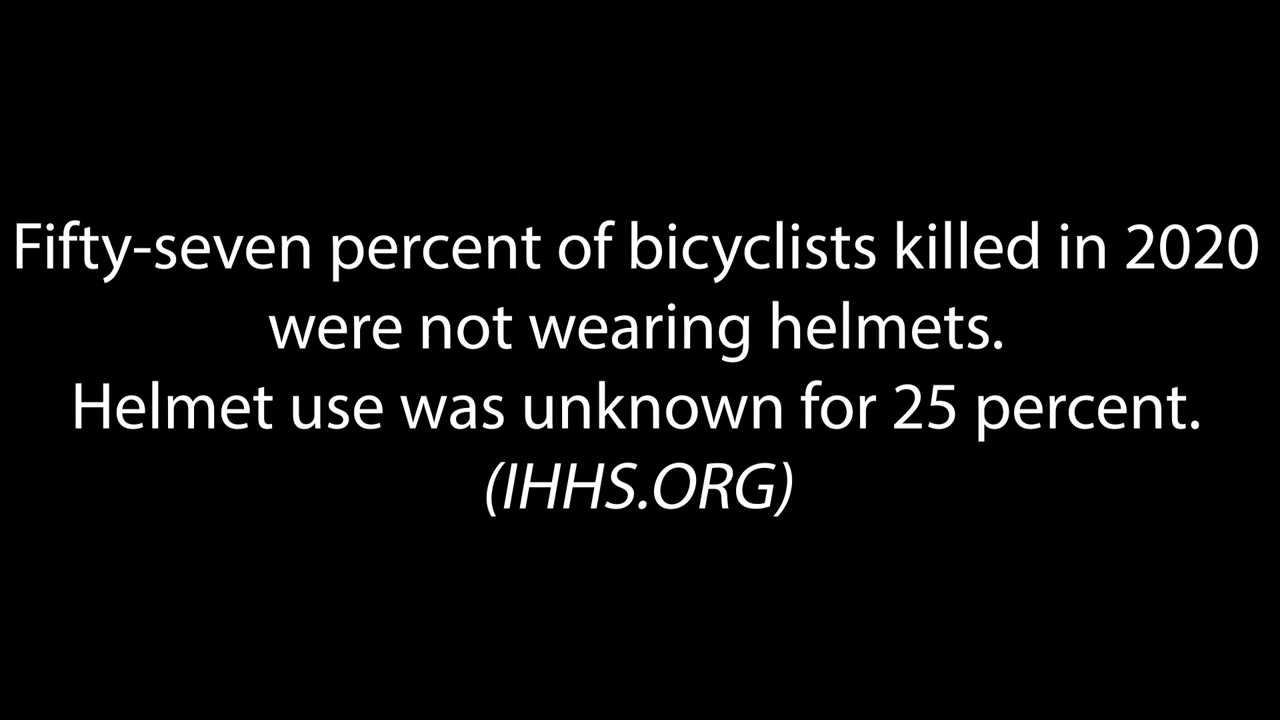 Fifty-seven percent of bicyclists killed in 2020
were not wearing helmets.
Helmet use was unknown for 25 percent.
(IHHS.ORG)